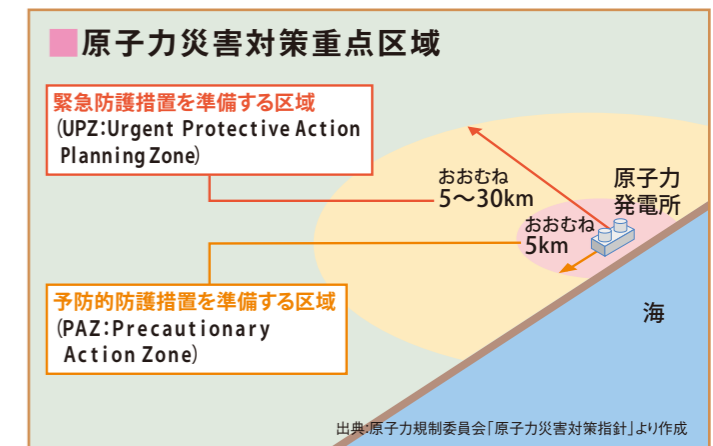 原子力災害対策重点区域
緊急防護措置を準備する区域
(UPZ:Urgent Protective Action
Planning Zone)
おおむね
5〜30km
原子力
発電所
おおむね
5km
予防的防護措置を準備する区域
(PAZ:Precautionary
Action Zone)
海
出典:原子力規制委員会「原子力災害対策指針」より作成